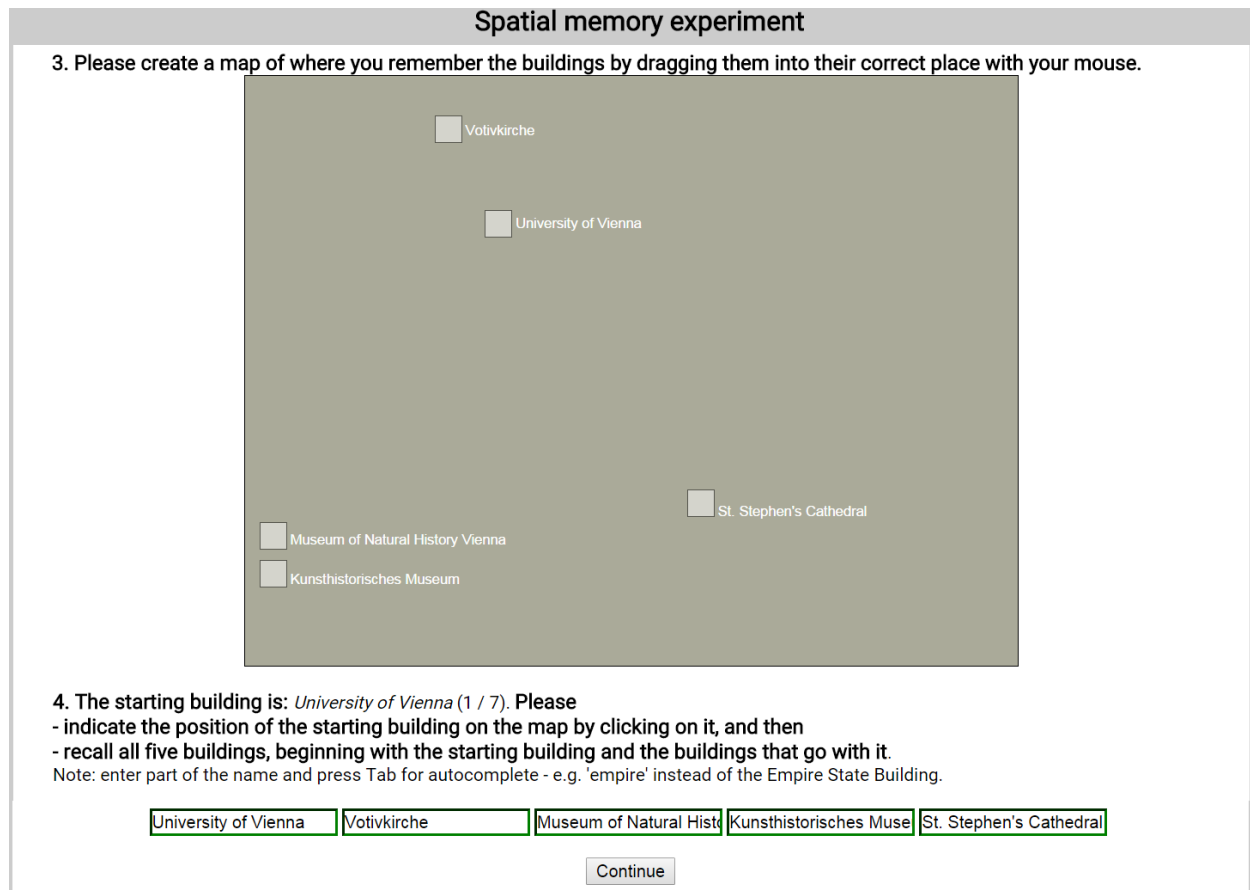 Spatial memory experiment
3. Please create a map of where you remember the buildings by dragging them into their correct place with your mouse.
Votivkirche
University of Vienna
St. Stephen's Cathedral
Museum of Natural History Vienna
Kunsthistorisches Museum
4. The starting building is: University of Vienna (1 / 7). Please
- indicate the position of the starting building on the map by clicking on it, and then
- recall all five buildings, beginning with the starting building and the buildings that go with it.
Note: enter part of the name and press Tab for autocomplete - e.g. 'empire' instead of the Empire State Building.
University of Vienna Votivkirche Museum of Natural Histo Kunsthistorisches Muse St. Stephen's Cathedral
Continue